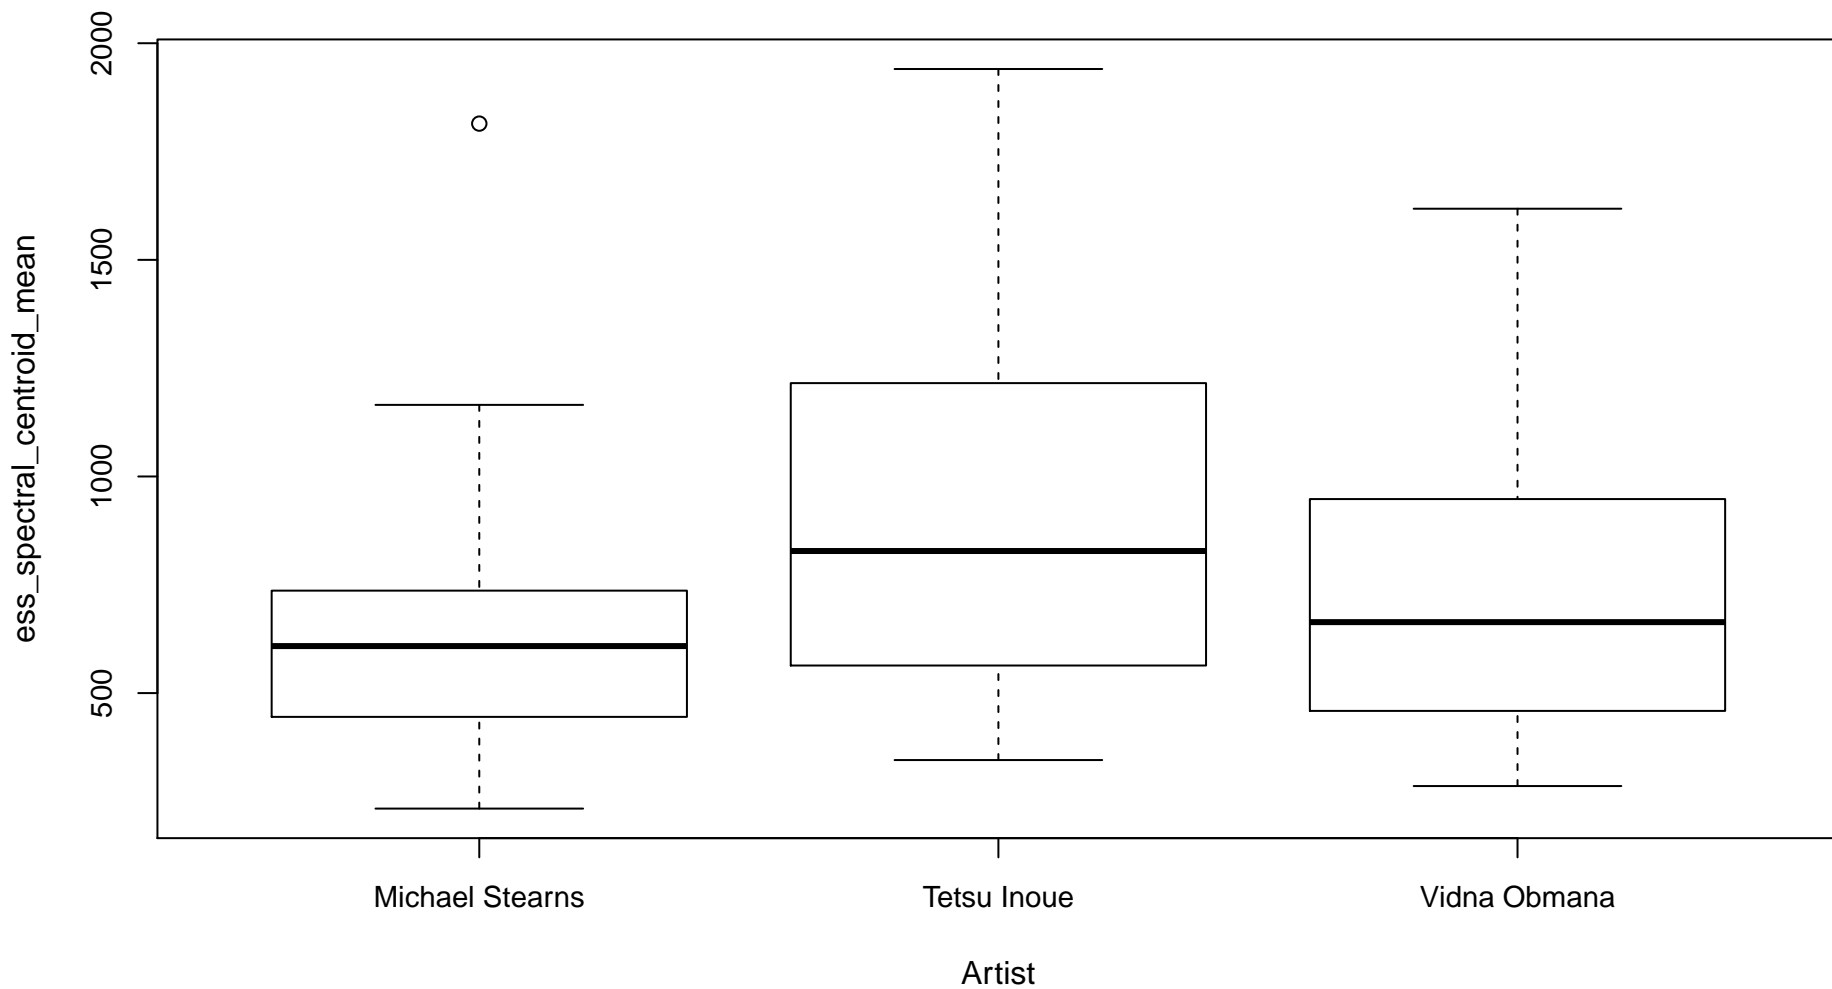 ess_spectral_centroid_mean
2000
1500
1000
500
Michael Stearns
Tetsu Inoue
Vidna Obmana
Artist